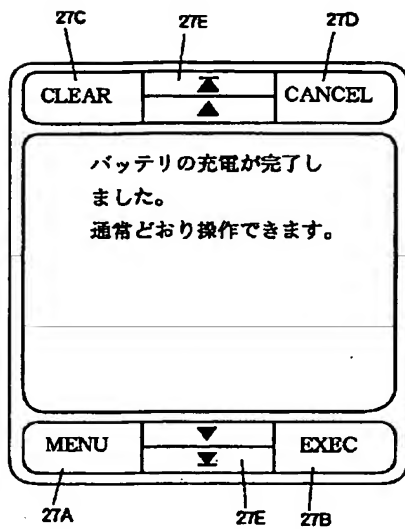 27C 27E 27D
CLEAR CANCEL
バッテリの充電が完了し
ました。
通常どおり操作できます。
MENU EXEC
27A 27E 27B